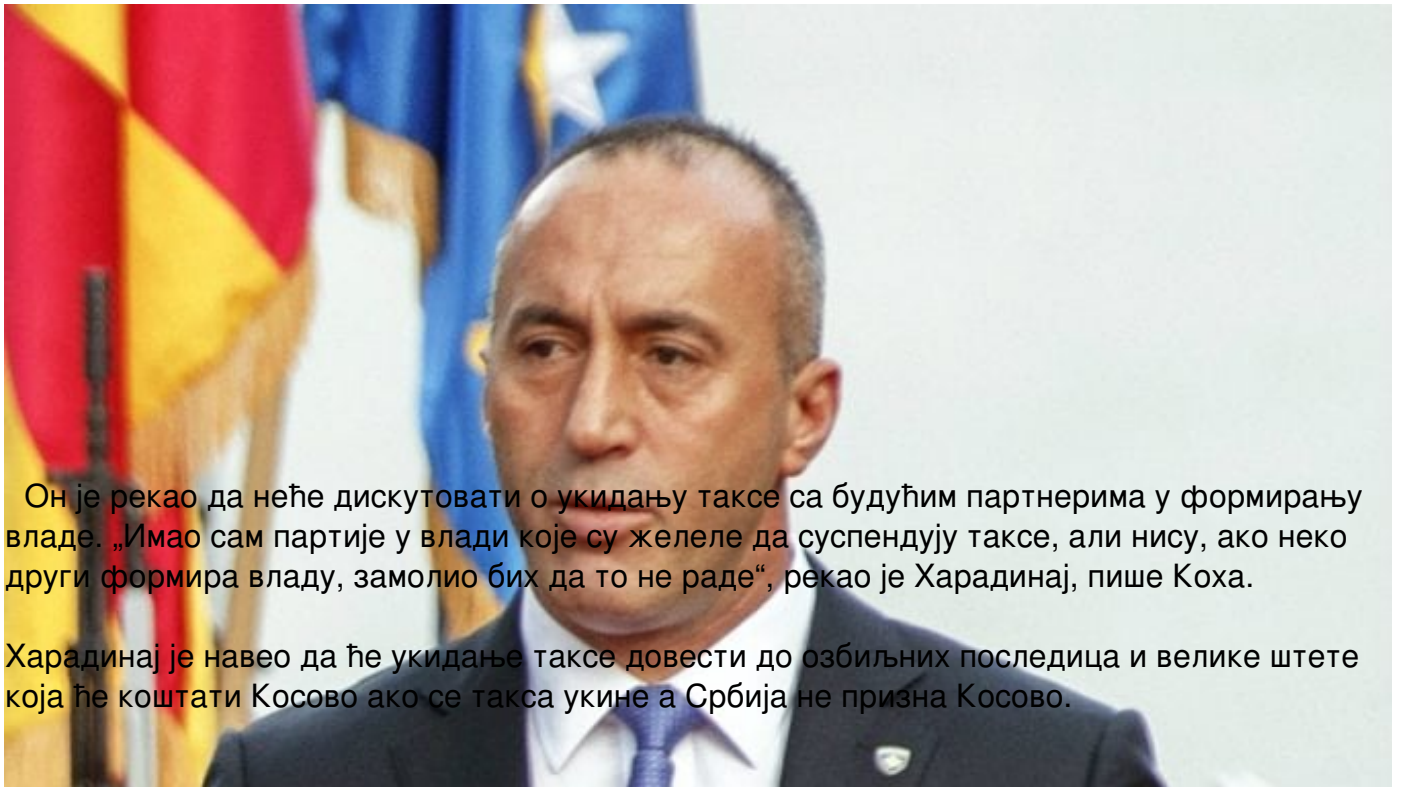 Он је рекао да неће дискутовати о укидању таксе са будућим партнерима у формирању
владе. „Имао сам партије у влади које су желеле да суспендују таксе, али нису, ако неко
други формира владу, замолио бих да то не раде“, рекао је Харадинај, пише Коха.
Харадинај је навео да ће укидање таксе довести до озбиљних последица и велике штете
која ће коштати Косово ако се такса укине а Србија не призна Косово.